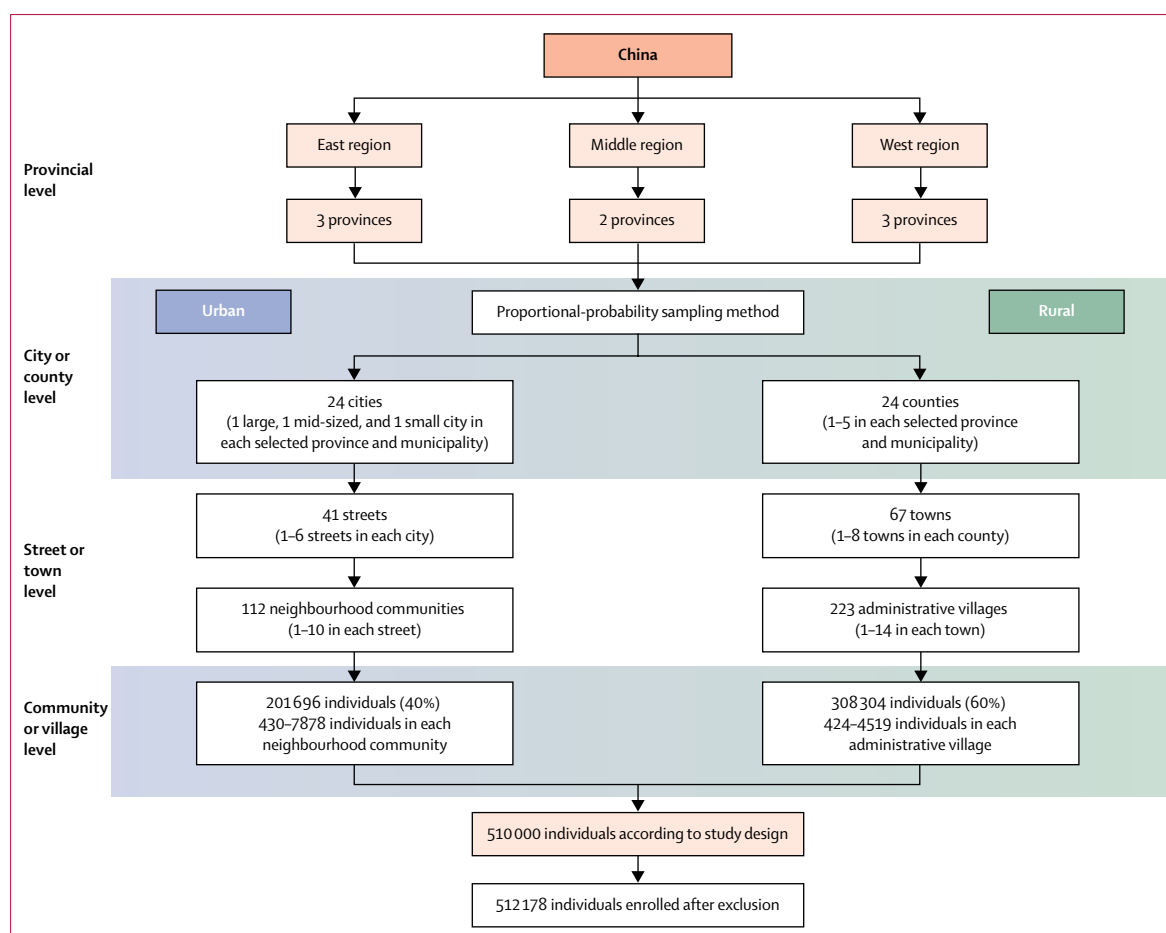 China
East region
Middle region
West region
Provincial
level
3 provinces
2 provinces
3 provinces
Urban
Proportional-probability sampling method
Rural
City or
county
level
24 cities
(1 large, 1 mid-sized, and 1 small city in
each selected province and municipality)
24 counties
(1–5 in each selected province
and municipality)
Street or
town
level
41 streets
(1–6 streets in each city)
67 towns
(1–8 towns in each county)
112 neighbourhood communities
(1–10 in each street)
223 administrative villages
(1–14 in each town)
Community
or village
level
201 696 individuals (40%)
430–7878 individuals in each
neighbourhood community
308 304 individuals (60%)
424–4519 individuals in each
administrative village
510 000 individuals according to study design
512 178 individuals enrolled after exclusion